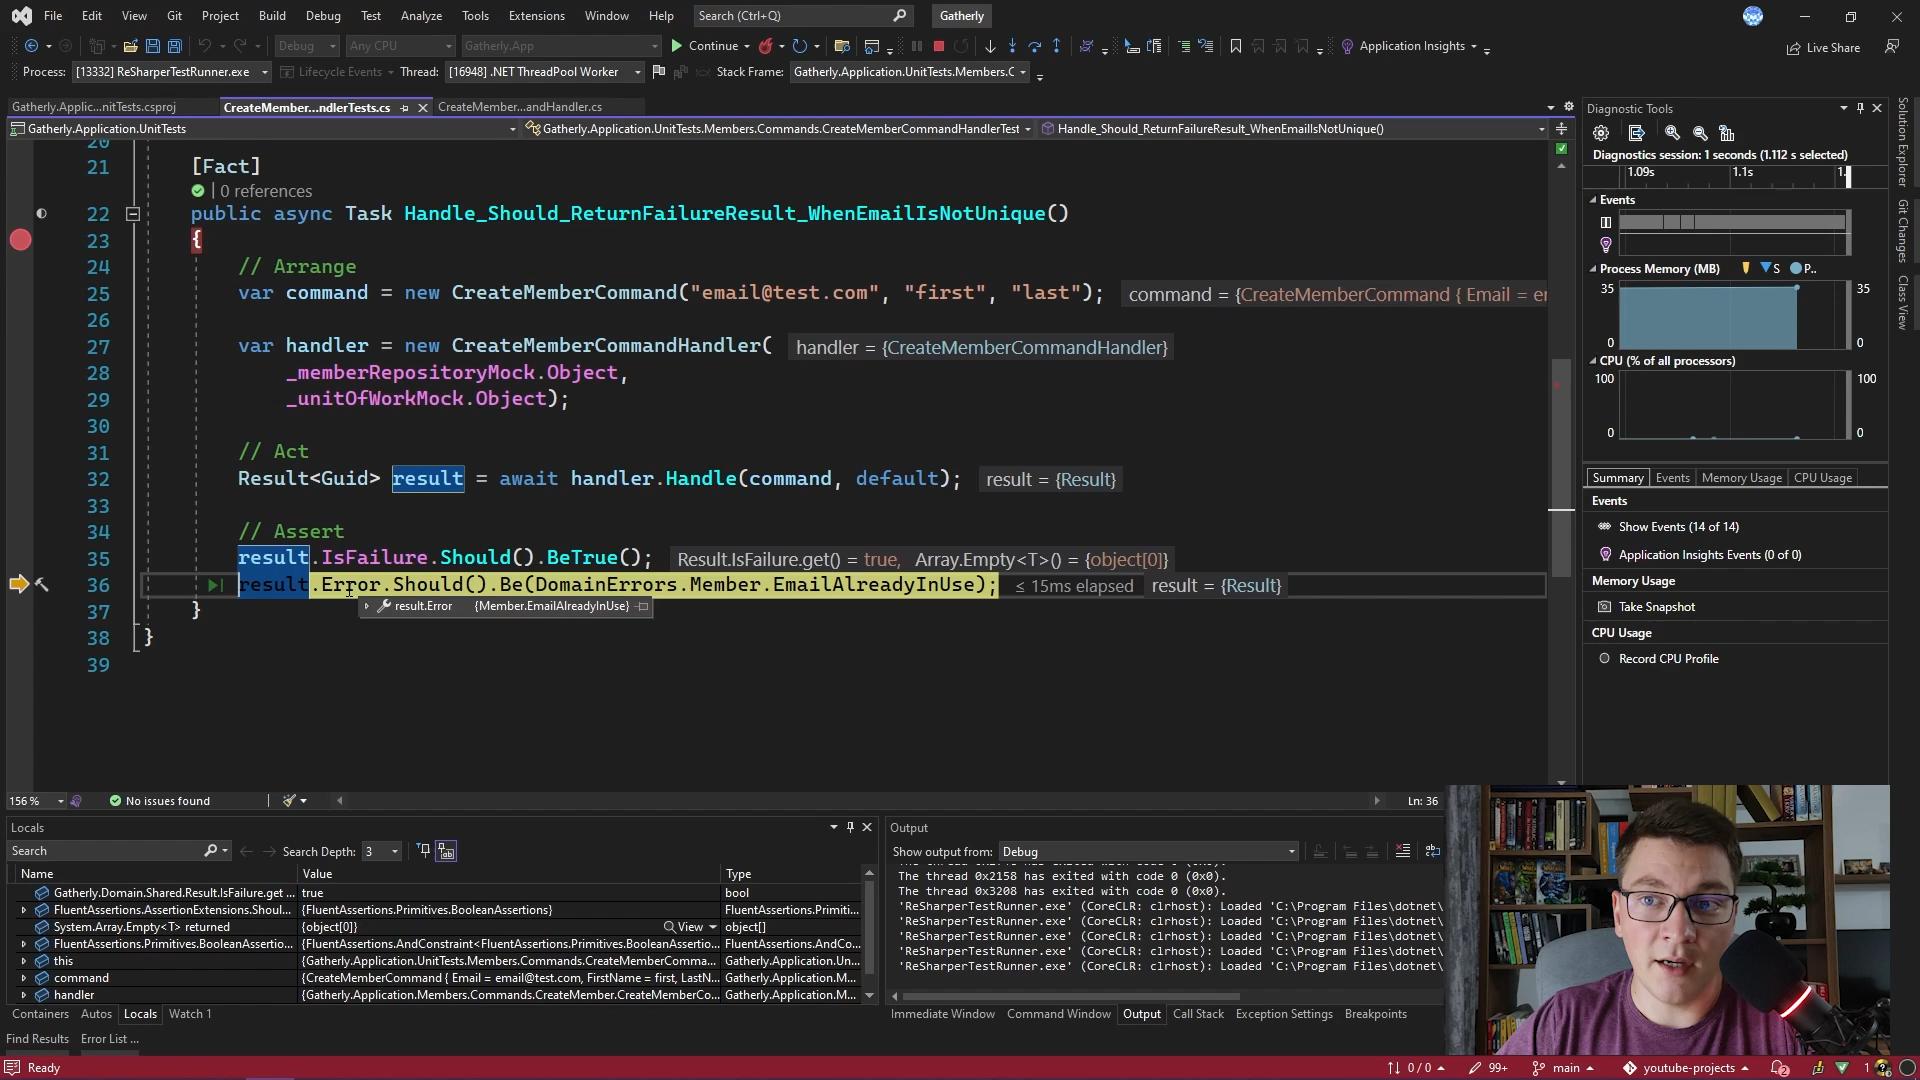 File Edit View Git Project Build Debug Test Analyze Tools Extensions Window Help Search (Ctrl+Q) Gatherly
Debug Any CPU Gatherly.App Continue Application Insights Live Share
Process: [13332] ReSharperTestRunner.exe Lifecycle Events Thread: [16948] .NET ThreadPool Worker Stack Frame: Gatherly.Application.UnitTests.Members.C
Gatherly.Applic...nitTests.csproj CreateMember...ndlerTests.cs CreateMember...andHandler.cs
Gatherly.Application.UnitTests Gatherly.Application.UnitTests.Members.Commands.CreateMemberCommandHandlerTest Handle_Should_ReturnFailureResult_WhenEmailIsNotUnique()
20
21 [Fact]
0 references
22 public async Task Handle_Should_ReturnFailureResult_WhenEmailIsNotUnique()
23 {
24 // Arrange
25 var command = new CreateMemberCommand("email@test.com", "first", "last"); command = {CreateMemberCommand { Email = er
26
27 var handler = new CreateMemberCommandHandler( handler = {CreateMemberCommandHandler}
28 _memberRepositoryMock.Object,
29 _unitOfWorkMock.Object);
30
31 // Act
32 Result<Guid> result = await handler.Handle(command, default); result = {Result}
33
34 // Assert
35 result.IsFailure.Should().BeTrue(); Result.IsFailure.get() = true, Array.Empty<T>() = {object[0]}
36 result.Error.Should().Be(DomainErrors.Member.EmailAlreadyInUse); ≤ 15ms elapsed result = {Result}
result.Error {Member.EmailAlreadyInUse}
37 }
38 }
39
156 % No issues found Ln: 36
Diagnostic Tools
Diagnostics session: 1 seconds (1.112 s selected)
1.09s 1.1s 1.
Events
Process Memory (MB) S P..
35 35
0 0
CPU (% of all processors)
100 100
0 0
Summary Events Memory Usage CPU Usage
Events
Show Events (14 of 14)
Application Insights Events (0 of 0)
Memory Usage
Take Snapshot
CPU Usage
Record CPU Profile
Solution Explorer
Git Changes
Class View
Locals
Search Search Depth: 3
Name Value Type
Gatherly.Domain.Shared.Result.IsFailure.get ... true bool
FluentAssertions.AssertionExtensions.Shoul... {FluentAssertions.Primitives.BooleanAssertions} FluentAssertions.Primiti...
System.Array.Empty<T> returned {object[0]} View object[]
FluentAssertions.Primitives.BooleanAssertio... {FluentAssertions.AndConstraint<FluentAssertions.Primitives.BooleanAssertio... FluentAssertions.AndCo...
this {Gatherly.Application.UnitTests.Members.Commands.CreateMemberComma... Gatherly.Application.Un...
command {CreateMemberCommand { Email = email@test.com, FirstName = first, LastN... Gatherly.Application.M...
handler {Gatherly.Application.Members.Commands.CreateMember.CreateMemberCo... Gatherly.Application.M...
Containers Autos Locals Watch 1
Output
Show output from: Debug
The thread 0x2158 has exited with code 0 (0x0).
The thread 0x3208 has exited with code 0 (0x0).
'ReSharperTestRunner.exe' (CoreCLR: clrhost): Loaded 'C:\Program Files\dotnet\
'ReSharperTestRunner.exe' (CoreCLR: clrhost): Loaded 'C:\Program Files\dotnet\
'ReSharperTestRunner.exe' (CoreCLR: clrhost): Loaded 'C:\Program Files\dotnet\
'ReSharperTestRunner.exe' (CoreCLR: clrhost): Loaded 'C:\Program Files\dotnet\
'ReSharperTestRunner.exe' (CoreCLR: clrhost): Loaded 'C:\Program Files\dotnet\
Immediate Window Command Window Output Call Stack Exception Settings Breakpoints
Find Results Error List ...
Ready 0 / 0 99+ main youtube-projects 2 1